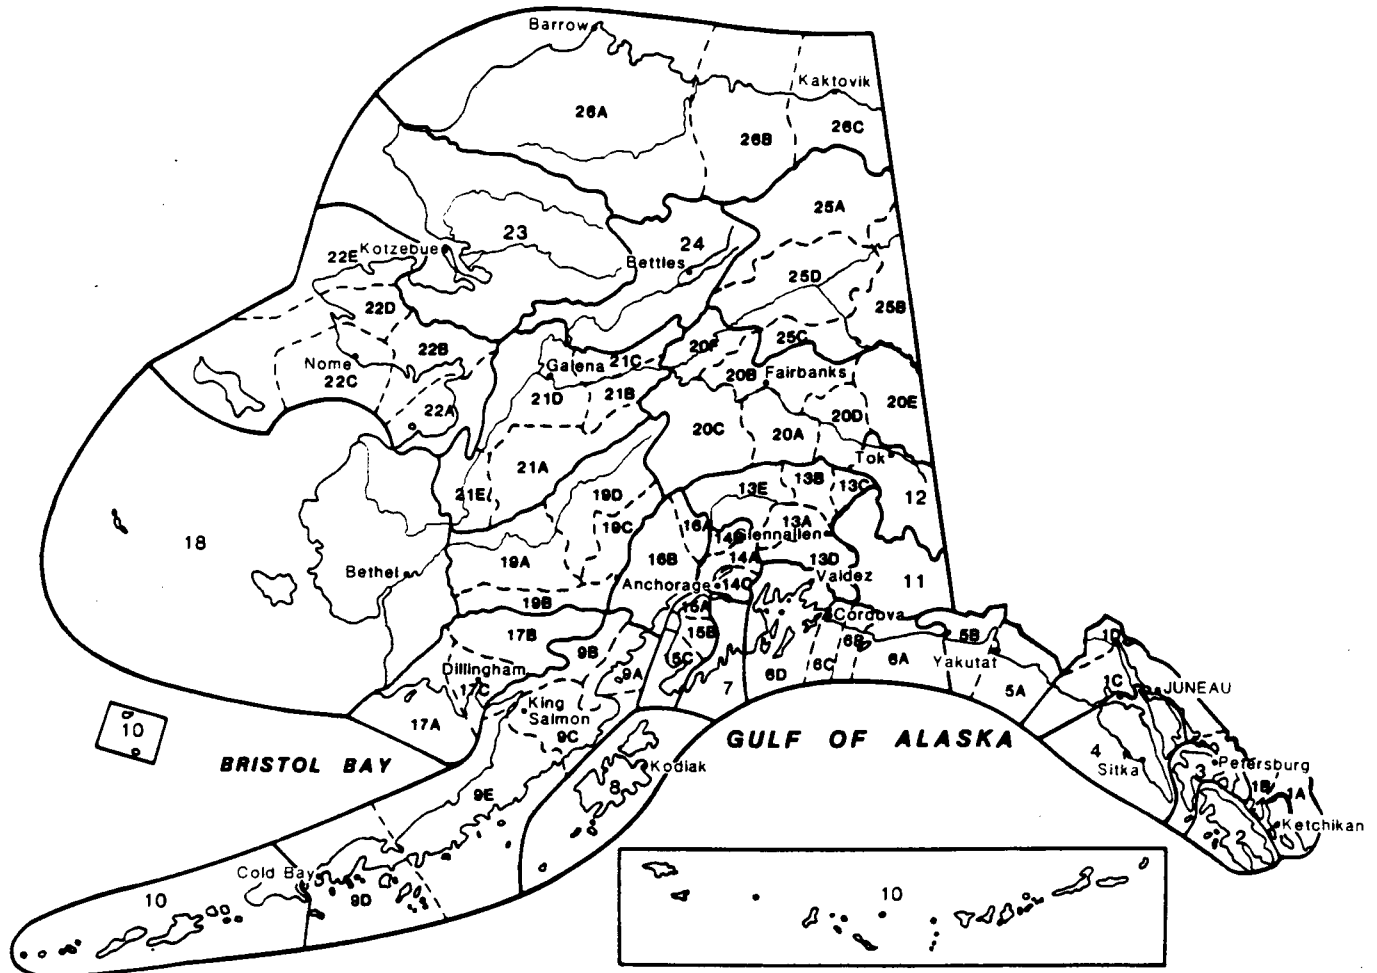 Barrow
Kaktovik
26A
26B
26C
25A
23
24
Kotzebue
22E
Bettles
25D
22D
25B
22B
20F
25C
Nome
22C
Galena
21C
20B
Fairbanks
21D
21B
22A
20D
20E
20C
20A
Tok
21A
21E
19D
13E
13B
13C
12
19C
16A
13A
14B
Glennallen
18
19A
16B
14A
13D
Bethel
Anchorage
14C
Valdez
11
19B
15A
Cordova
17B
15B
6B
5B
1D
9B
5C
6A
Yakutat
Dillingham
17C
9A
7
6D
6C
5A
1C
JUNEAU
King
Salmon
17A
9C
10
GULF OF ALASKA
4
BRISTOL BAY
Kodiak
Sitka
3
Petersburg
9E
8
1B
1A
Ketchikan
2
Cold Bay
10
9D
10